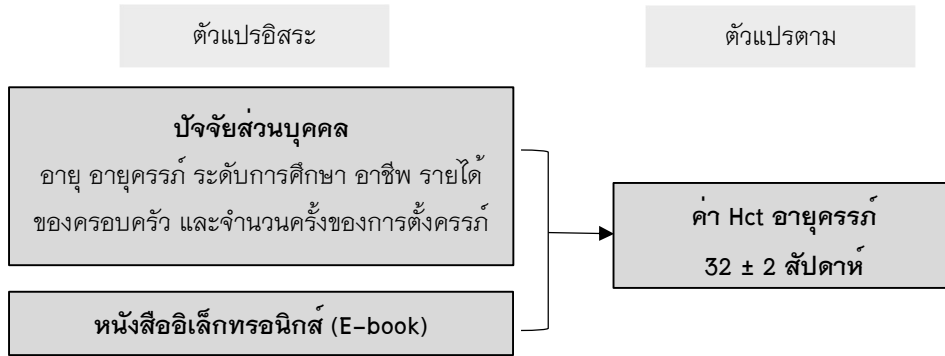 ตัวแปรอิสระ
ตัวแปรตาม
ปัจจัยส่วนบุคคล
อายุ อายุครรภ์ ระดับการศึกษา อาชีพ รายได้
ของครอบครัว และจำนวนครั้งของการตั้งครรภ์
หนังสืออิเล็กทรอนิกส์ (E-book)
ค่า Hct อายุครรภ์
32 ± 2 สัปดาห์